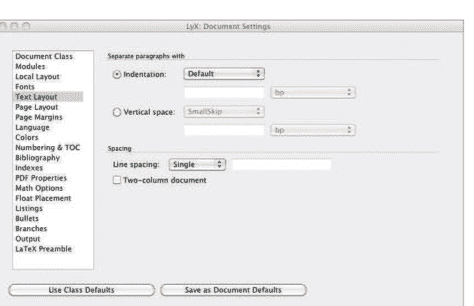 LyX: Document Settings
Document Class
Modules
Local Layout
Fonts
Text Layout
Page Layout
Page Margins
Language
Colors
Numbering & TOC
Bibliography
Indexes
PDF Properties
Math Options
Float Placement
Listings
Bullets
Branches
Output
LaTeX Preamble
Separate paragraphs with
Indentation: Default
bp
Vertical space: SmallSkip
bp
Spacing
Line spacing: Single
Two-column document
Use Class Defaults Save as Document Defaults